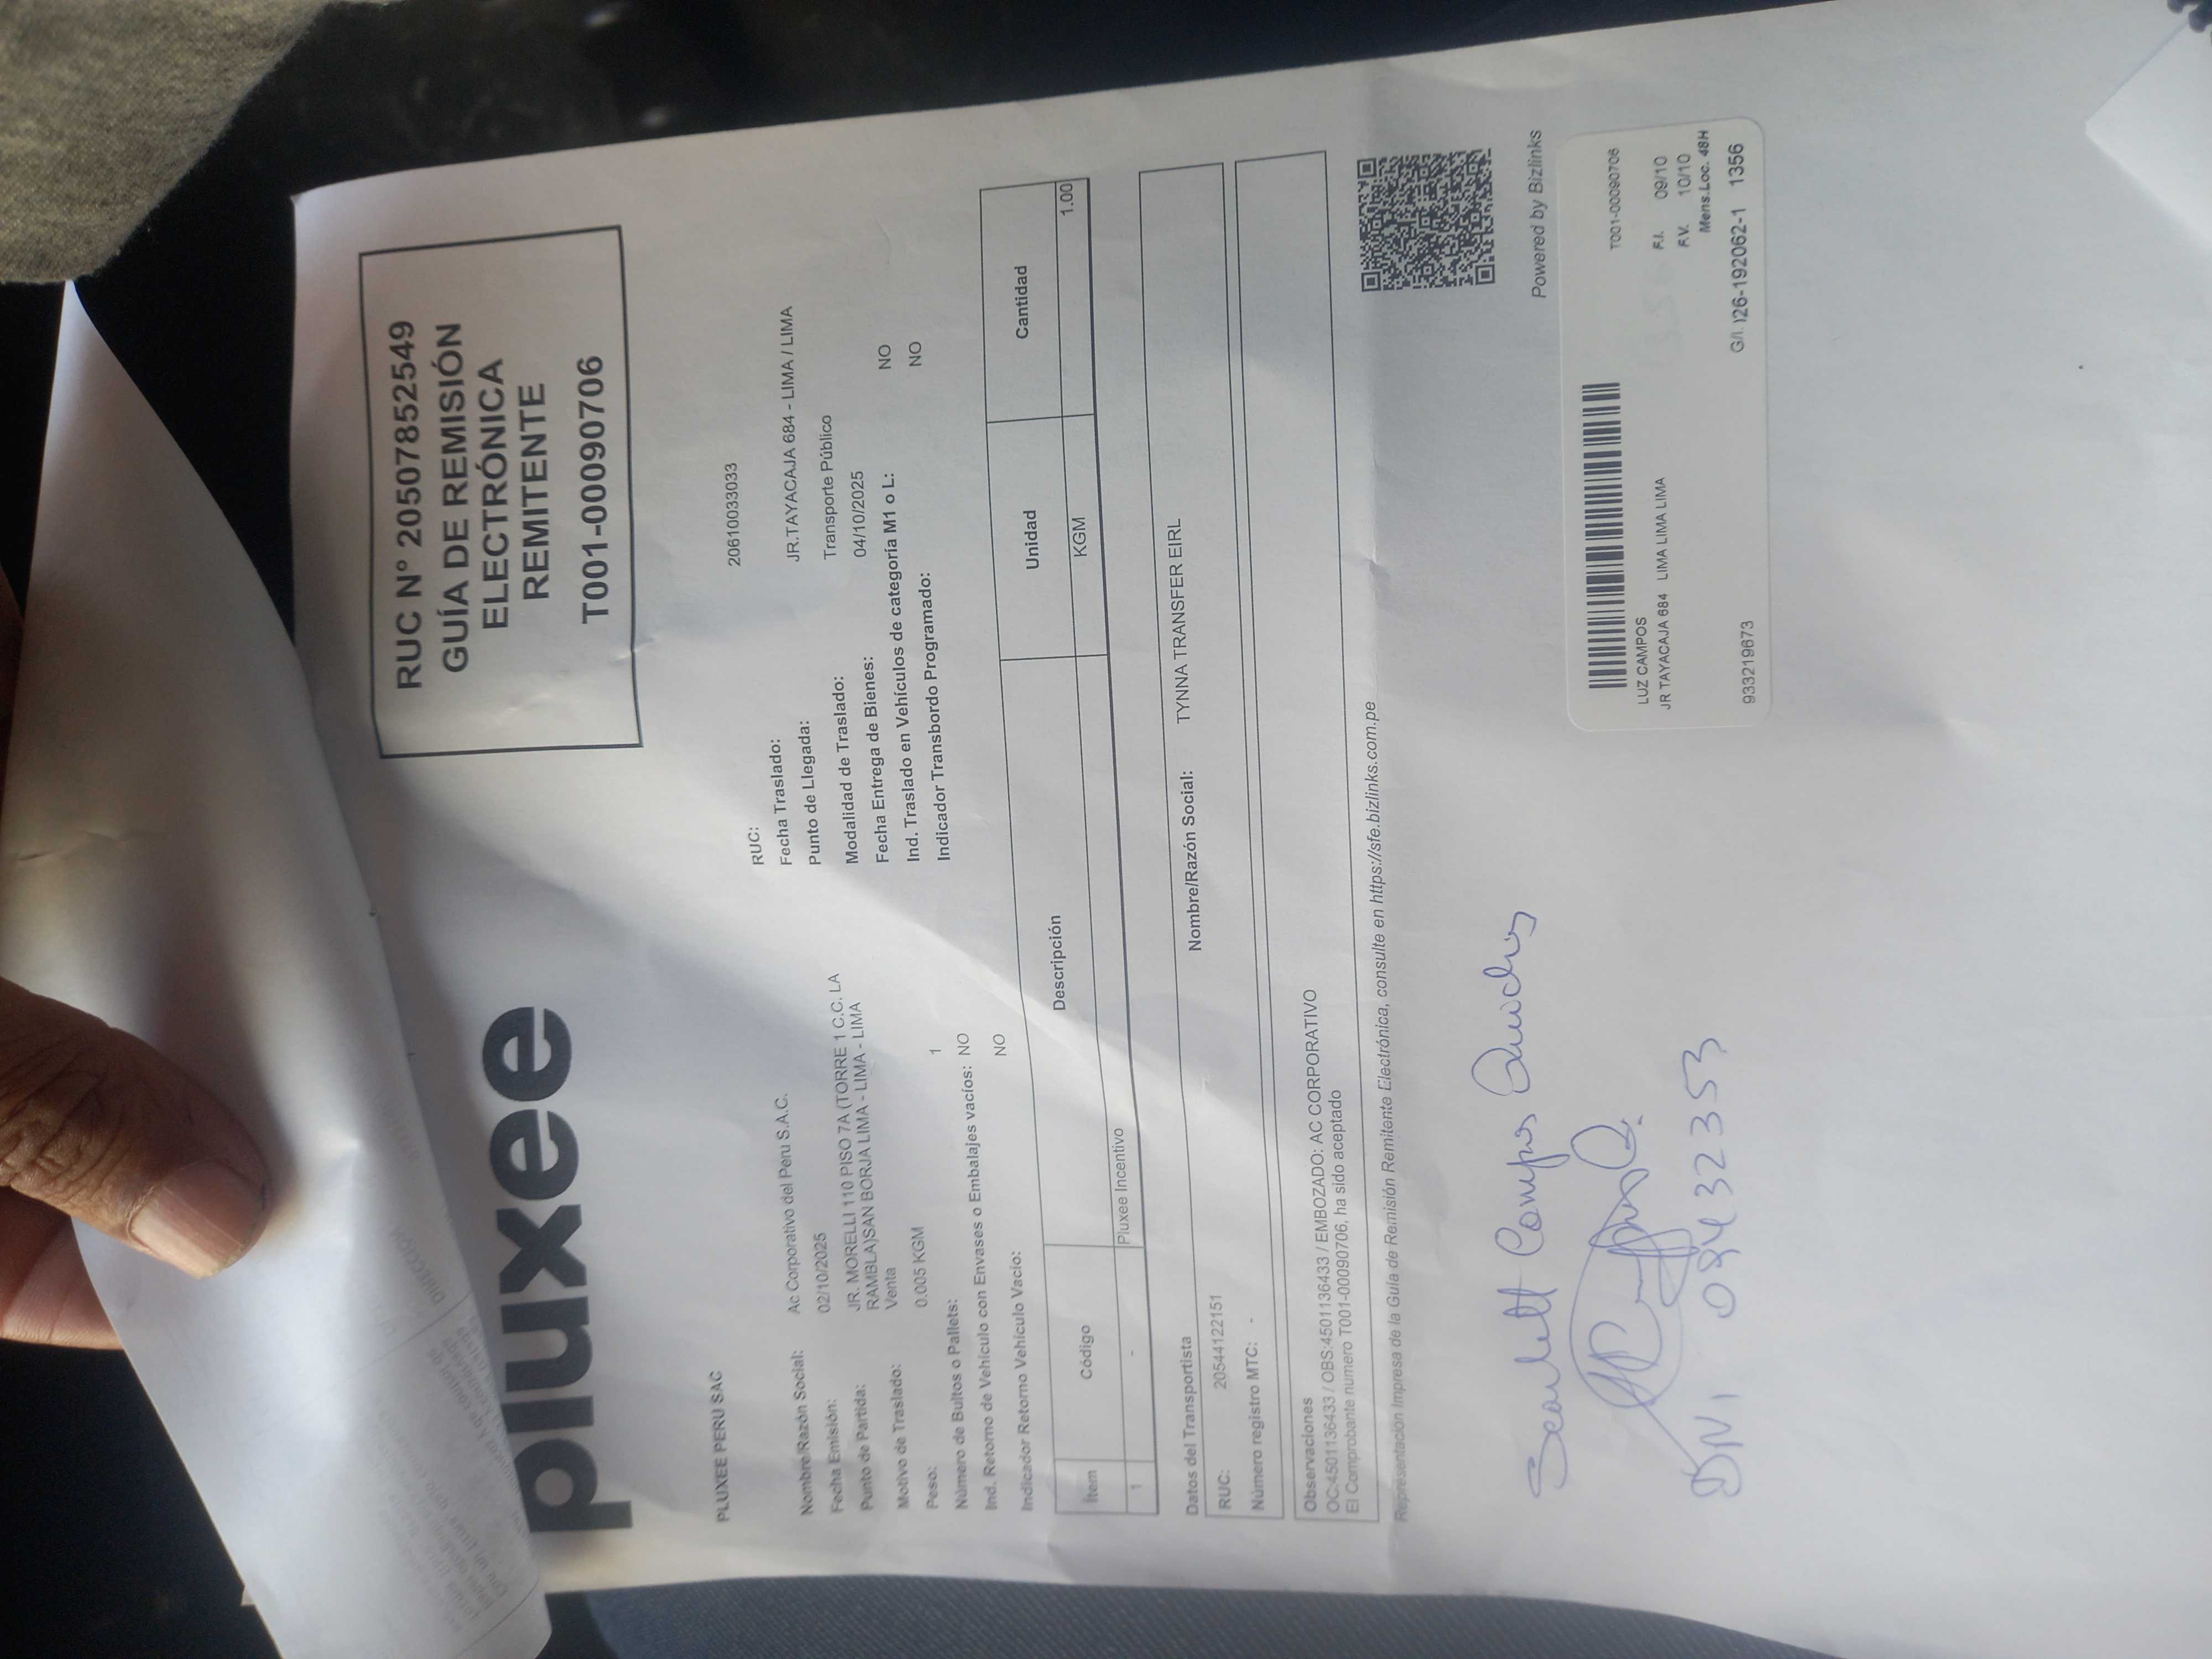 pluxee
RUC N° 20507852549
GUÍA DE REMISIÓN
ELECTRÓNICA
REMITENTE
T001-00090706
PLUXEE PERU SAC
Nombre/Razón Social: Ac Corporativo del Peru S.A.C.
RUC: 20610033033
Fecha Emisión: 02/10/2025
Fecha Traslado:
Punto de Partida: JR. MORELLI 110 PISO 7A (TORRE 1 C.C. LA
RAMBLA)SAN BORJA LIMA - LIMA - LIMA
Punto de Llegada: JR.TAYACAJA 684 - LIMA / LIMA
Motivo de Traslado: Venta
Modalidad de Traslado: Transporte Público
Peso: 0.005 KGM
Fecha Entrega de Bienes: 04/10/2025
Número de Bultos o Pallets: 1
Ind. Traslado en Vehículos de categoría M1 o L: NO
Ind. Retorno de Vehículo con Envases o Embalajes vacíos: NO
Indicador Transbordo Programado: NO
Indicador Retorno Vehículo Vacio: NO
Ítem Código Descripción Unidad Cantidad
1 - Pluxee Incentivo KGM 1.00
Datos del Transportista
RUC: 20544122151 Nombre/Razón Social: TYNNA TRANSFER EIRL
Número registro MTC: -
Observaciones
OC:4501136433 / OBS:4501136433 / EMBOZADO: AC CORPORATIVO
El Comprobante numero T001-00090706, ha sido aceptado
Representación Impresa de la Guía de Remisión Remitente Electrónica, consulte en https://sfe.bizlinks.com.pe
Powered by Bizlinks
T001-00090706
LUZ CAMPOS
JR TAYACAJA 684 LIMA LIMA LIMA
F.I. 09/10
F.V. 10/10
Mens.Loc. 48H
933219673
G/I. 126-192062-1 1356
Scarlett Campos
DNI